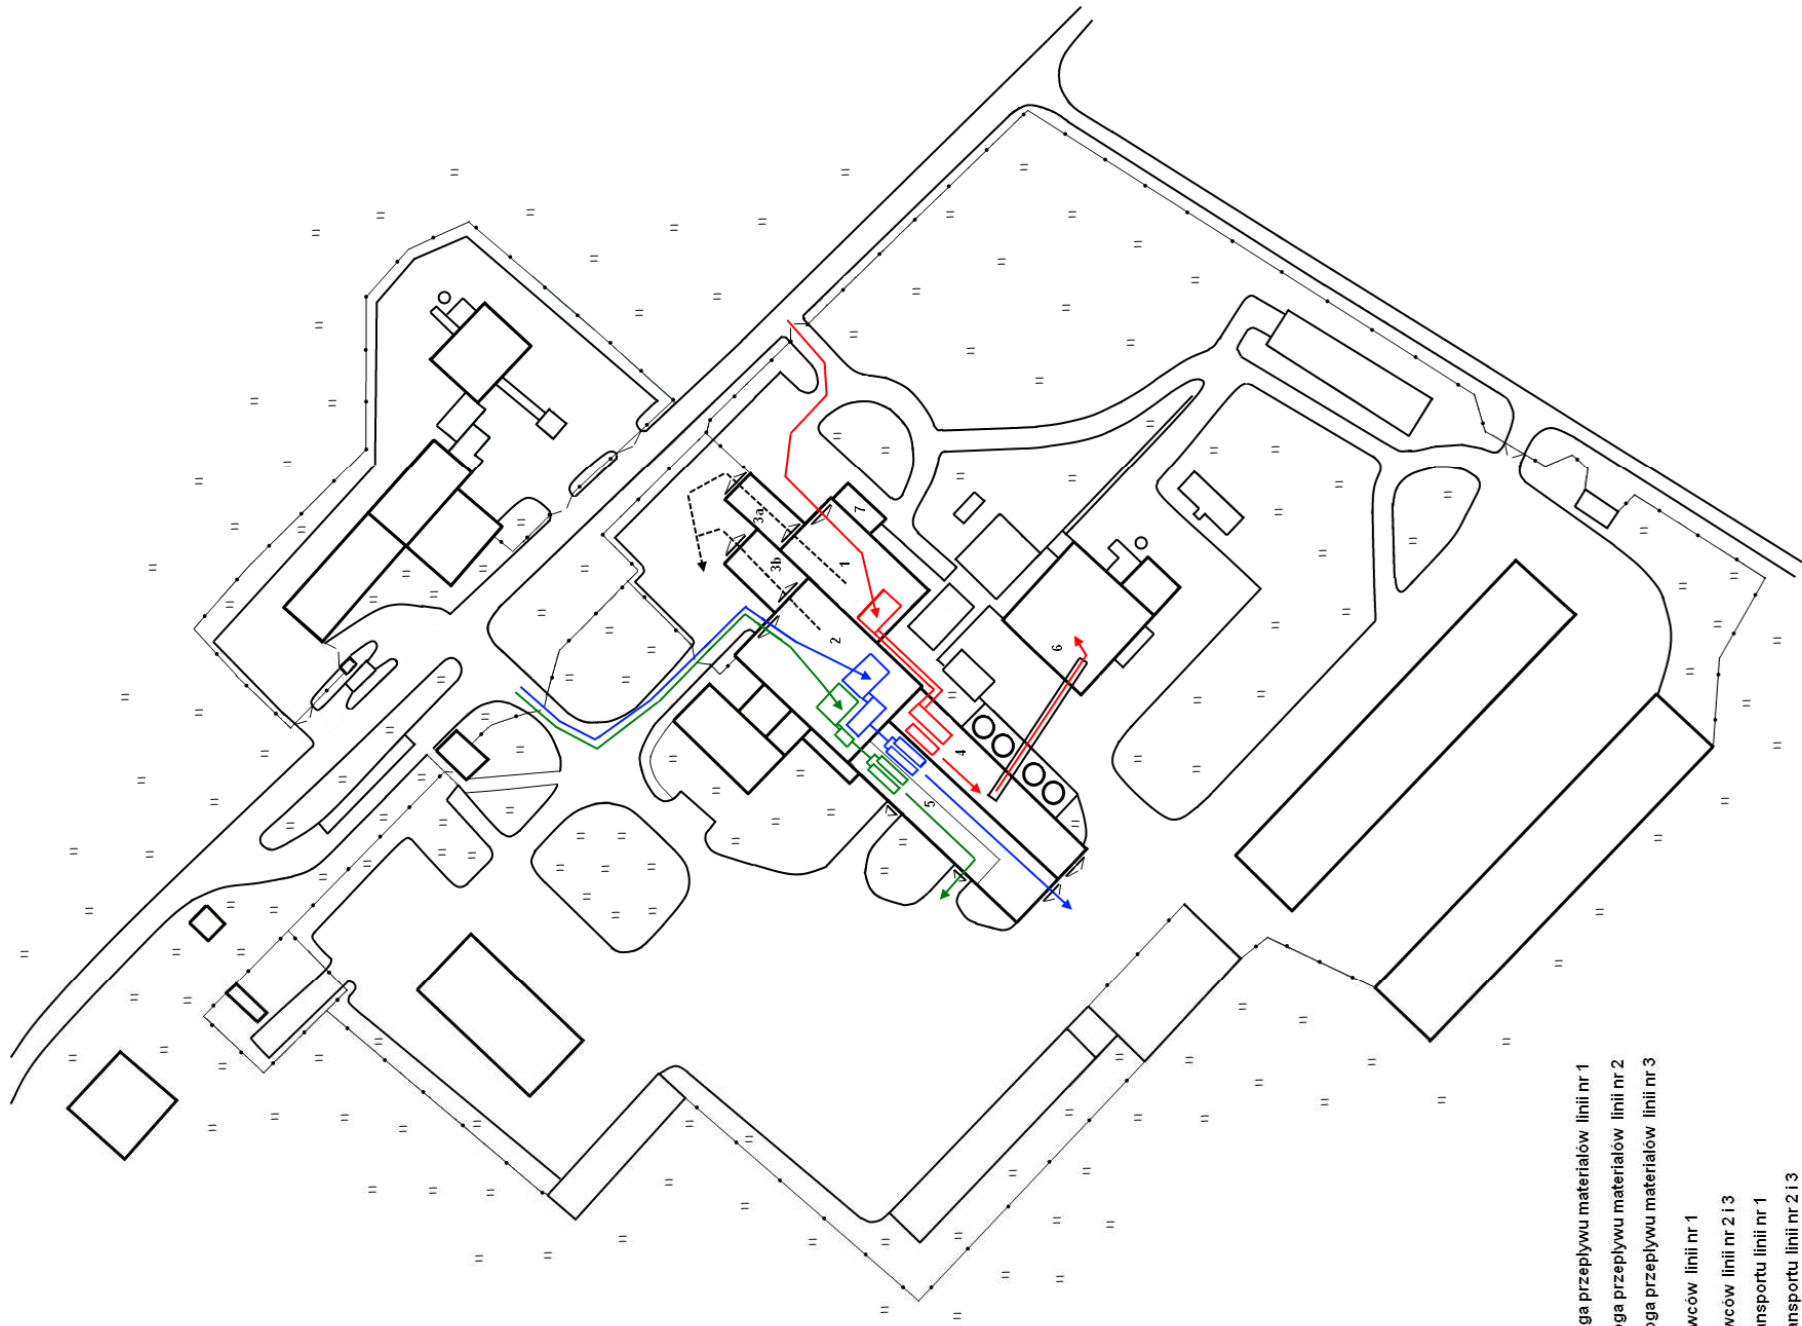 3a
3b
1
7
2
6
4
5
ga przepływu materiałów linii nr 1
oga przepływu materiałów linii nr 2
oga przepływu materiałów linii nr 3
wców linii nr 1
wców linii nr 2 i 3
ansportu linii nr 1
ansportu linii nr 2 i 3